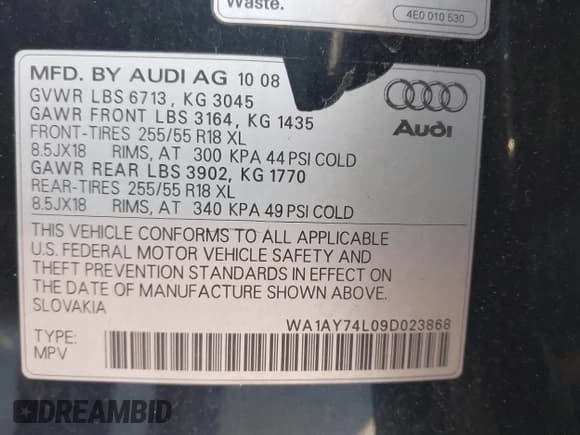 Waste.
4E0 010 530
MFD. BY AUDI AG 10 08
GVWR LBS 6713 , KG 3045
GAWR FRONT LBS 3164, KG 1435
FRONT-TIRES 255/55 R18 XL
8.5JX18 RIMS, AT 300 KPA 44 PSI COLD
GAWR REAR LBS 3902, KG 1770
REAR-TIRES 255/55 R18 XL
8.5JX18 RIMS, AT 340 KPA 49 PSI COLD
Audi
THIS VEHICLE CONFORMS TO ALL APPLICABLE
U.S. FEDERAL MOTOR VEHICLE SAFETY AND
THEFT PREVENTION STANDARDS IN EFFECT ON
THE DATE OF MANUFACTURE SHOWN ABOVE.
SLOVAKIA
WA1AY74L09D023868
TYPE:
MPV
DREAMBID